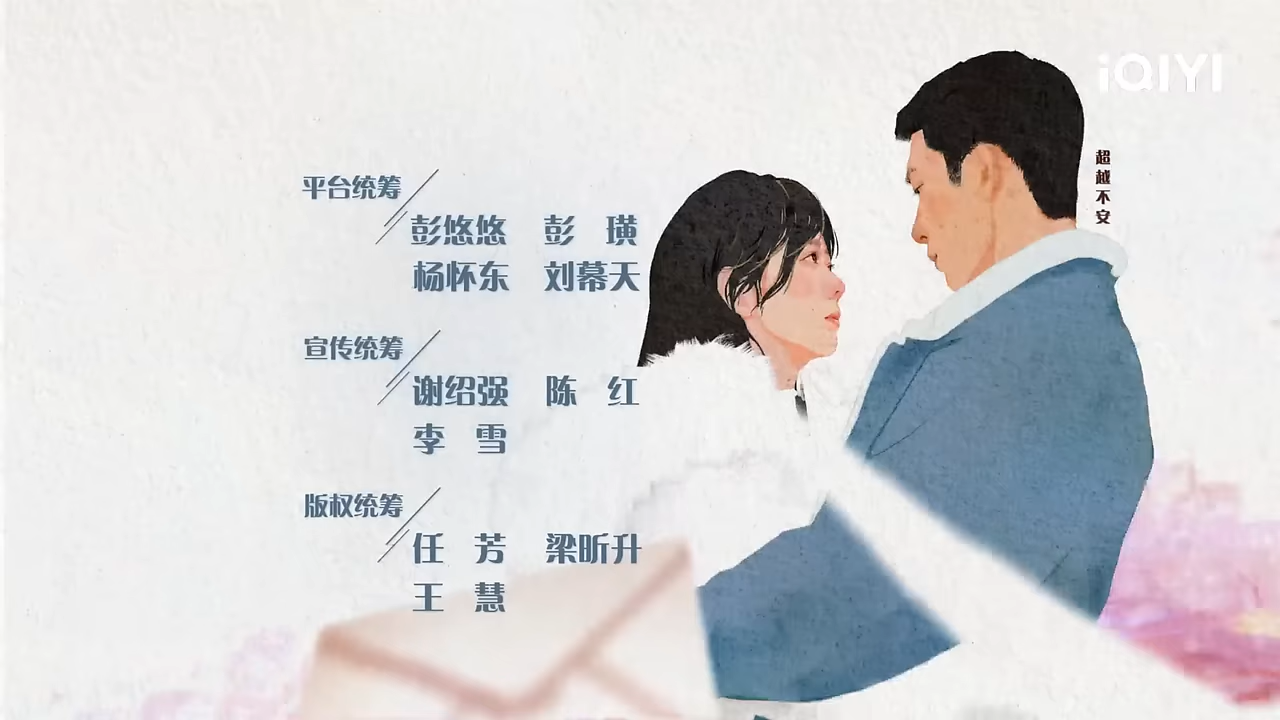 iQIYI
超越不安
平台统筹
彭悠悠 彭 璜
杨怀东 刘幕天
宣传统筹
谢绍强 陈 红
李 雪
版权统筹
任 芳 梁昕升
王 慧